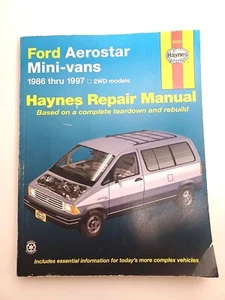 Ford Aerostar
Mini-vans
1986 thru 1997 □ 2WD models
Haynes
Haynes Repair Manual
Based on a complete teardown and rebuild
Includes essential information for today's more complex vehicles